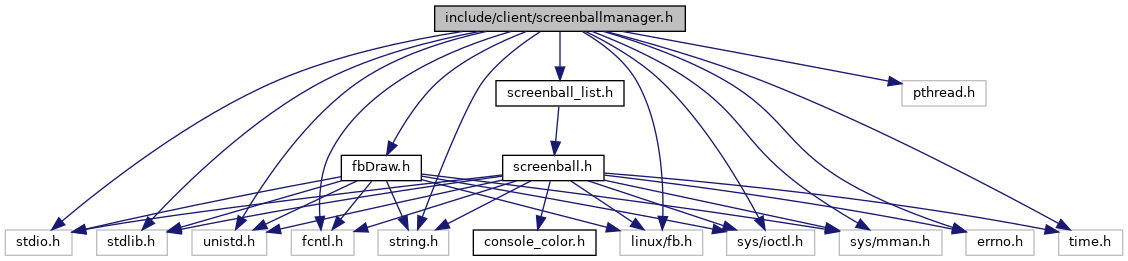 include/client/screenballmanager.h
screenball_list.h
pthread.h
fbDraw.h
screenball.h
stdio.h
stdlib.h
unistd.h
fcntl.h
string.h
console_color.h
linux/fb.h
sys/ioctl.h
sys/mman.h
errno.h
time.h